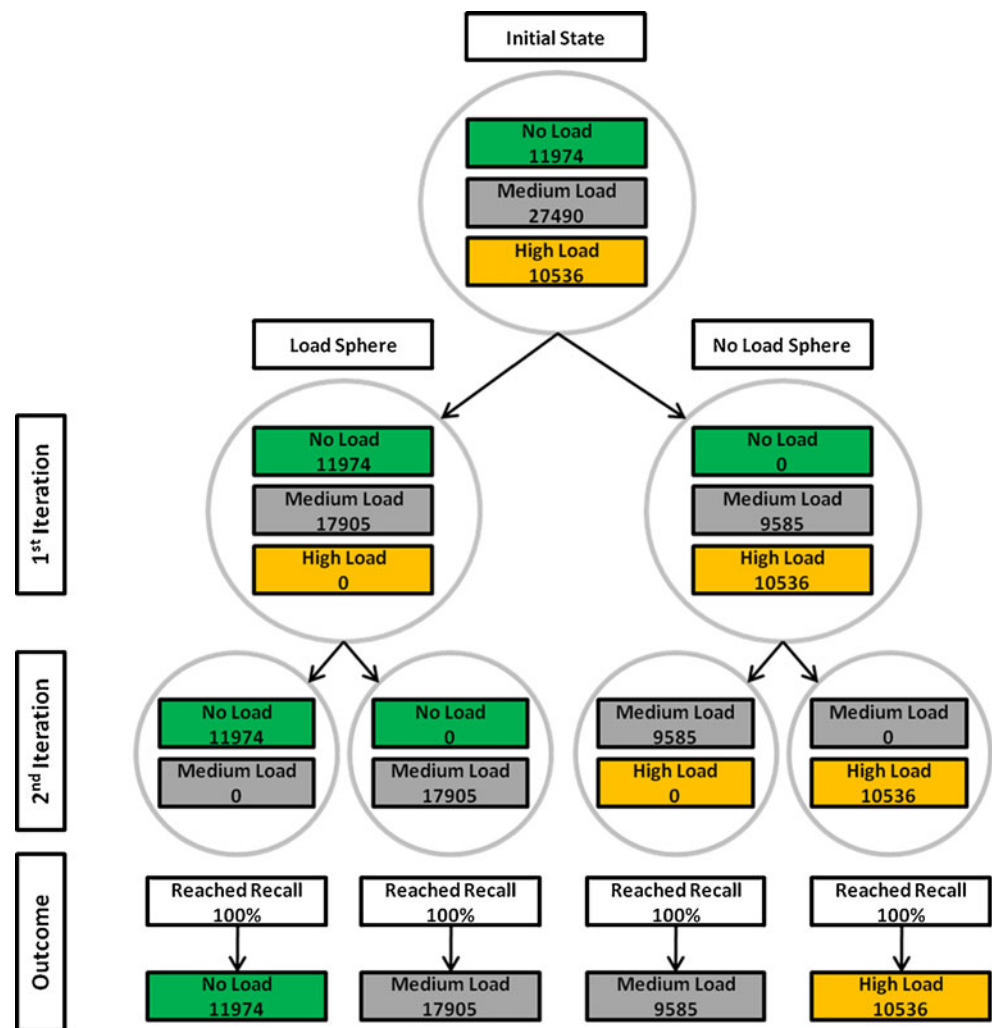 Initial State
No Load
11974
Medium Load
27490
High Load
10536
Load Sphere
No Load Sphere
1st Iteration
No Load
11974
Medium Load
17905
High Load
0
No Load
0
Medium Load
9585
High Load
10536
2nd Iteration
No Load
11974
Medium Load
0
No Load
0
Medium Load
17905
Medium Load
9585
High Load
0
Medium Load
0
High Load
10536
Outcome
Reached Recall
100%
Reached Recall
100%
Reached Recall
100%
Reached Recall
100%
No Load
11974
Medium Load
17905
Medium Load
9585
High Load
10536